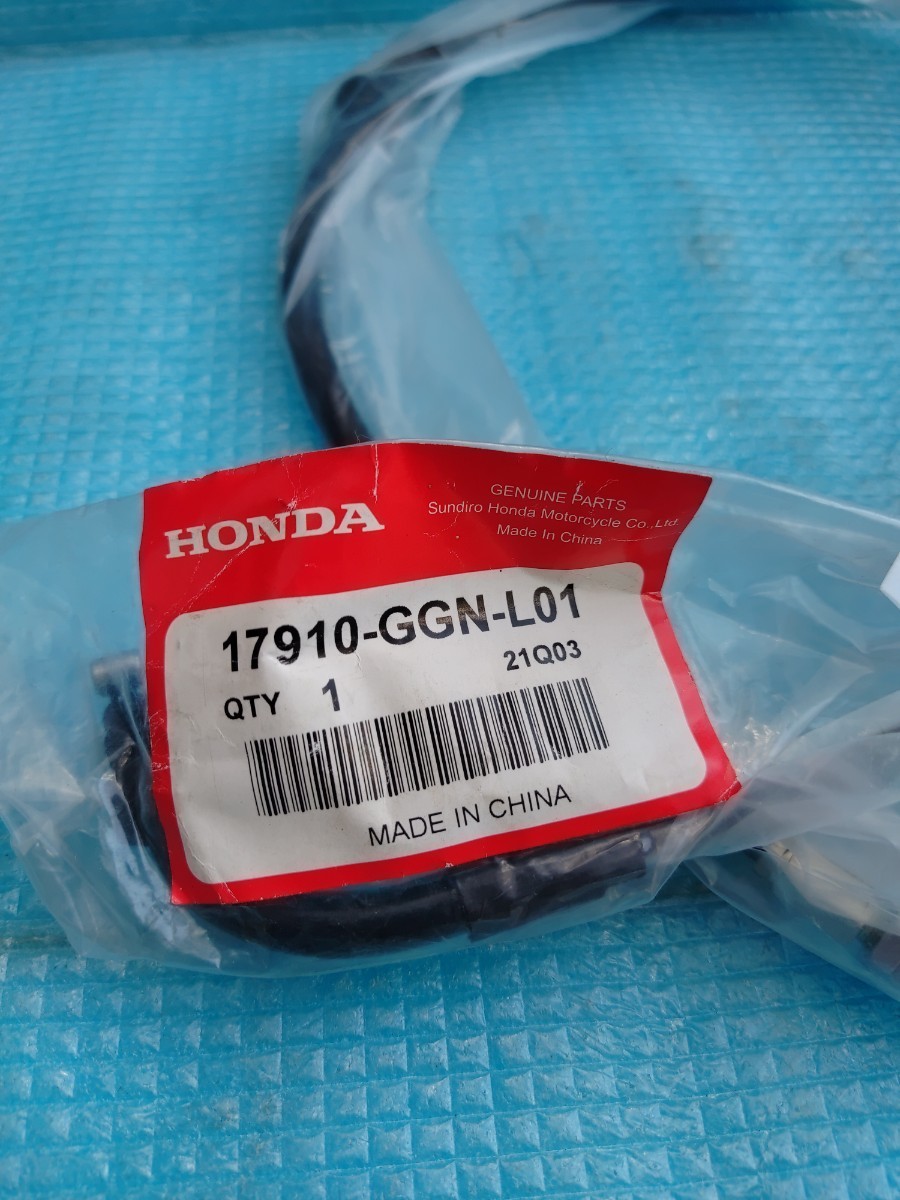 HONDA
GENUINE PARTS
Sundiro Honda Motorcycle Co.,Ltd.
Made In China
17910-GGN-L01
21Q03
QTY 1
MADE IN CHINA